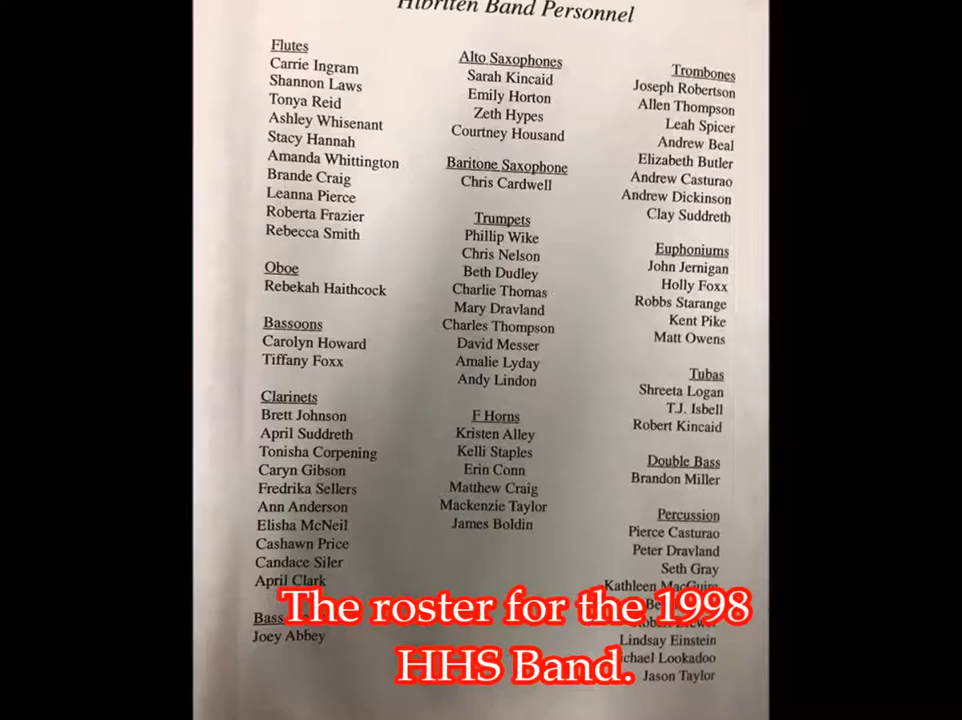 Hibriten Band Personnel
Flutes
Carrie Ingram
Shannon Laws
Tonya Reid
Ashley Whisenant
Stacy Hannah
Amanda Whittington
Brande Craig
Leanna Pierce
Roberta Frazier
Rebecca Smith
Oboe
Rebekah Haithcock
Bassoons
Carolyn Howard
Tiffany Foxx
Clarinets
Brett Johnson
April Suddreth
Tonisha Corpening
Caryn Gibson
Fredrika Sellers
Ann Anderson
Elisha McNeil
Cashawn Price
Candace Siler
April Clark
Bass
Joey Abbey
Alto Saxophones
Sarah Kincaid
Emily Horton
Zeth Hypes
Courtney Housand
Baritone Saxophone
Chris Cardwell
Trumpets
Phillip Wike
Chris Nelson
Beth Dudley
Charlie Thomas
Mary Dravland
Charles Thompson
David Messer
Amalie Lyday
Andy Lindon
F Horns
Kristen Alley
Kelli Staples
Erin Conn
Matthew Craig
Mackenzie Taylor
James Boldin
Trombones
Joseph Robertson
Allen Thompson
Leah Spicer
Andrew Beal
Elizabeth Butler
Andrew Casturao
Andrew Dickinson
Clay Suddreth
Euphoniums
John Jernigan
Holly Foxx
Robbs Starange
Kent Pike
Matt Owens
Tubas
Shreeta Logan
T.J. Isbell
Robert Kincaid
Double Bass
Brandon Miller
Percussion
Pierce Casturao
Peter Dravland
Seth Gray
Kathleen MacGuire
Robert
Lindsay Einstein
Lookadoo
Jason Taylor
The roster for the 1998
HHS Band.